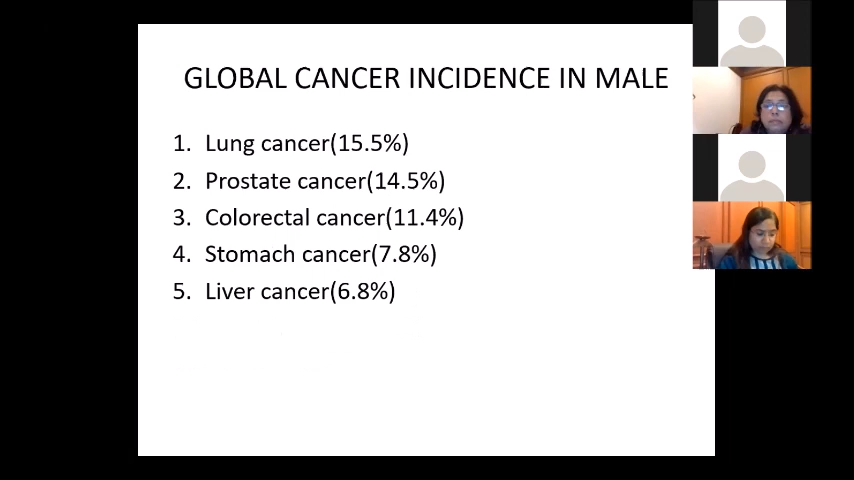 GLOBAL CANCER INCIDENCE IN MALE
1. Lung cancer(15.5%)
2. Prostate cancer(14.5%)
3. Colorectal cancer(11.4%)
4. Stomach cancer(7.8%)
5. Liver cancer(6.8%)